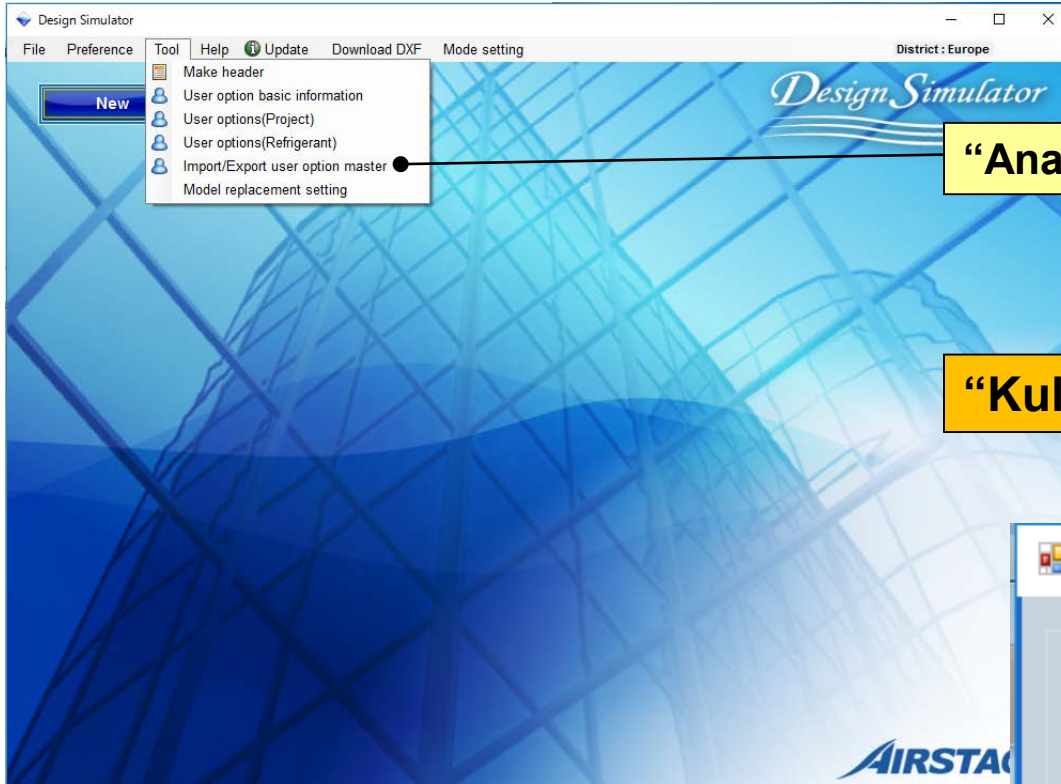 Design Simulator
File Preference Tool Help Update Download DXF Mode setting District : Europe
New
Make header
User option basic information
User options(Project)
User options(Refrigerant)
Import/Export user option master
Model replacement setting
Design Simulator
“Ana
“Kul
AIRSTA